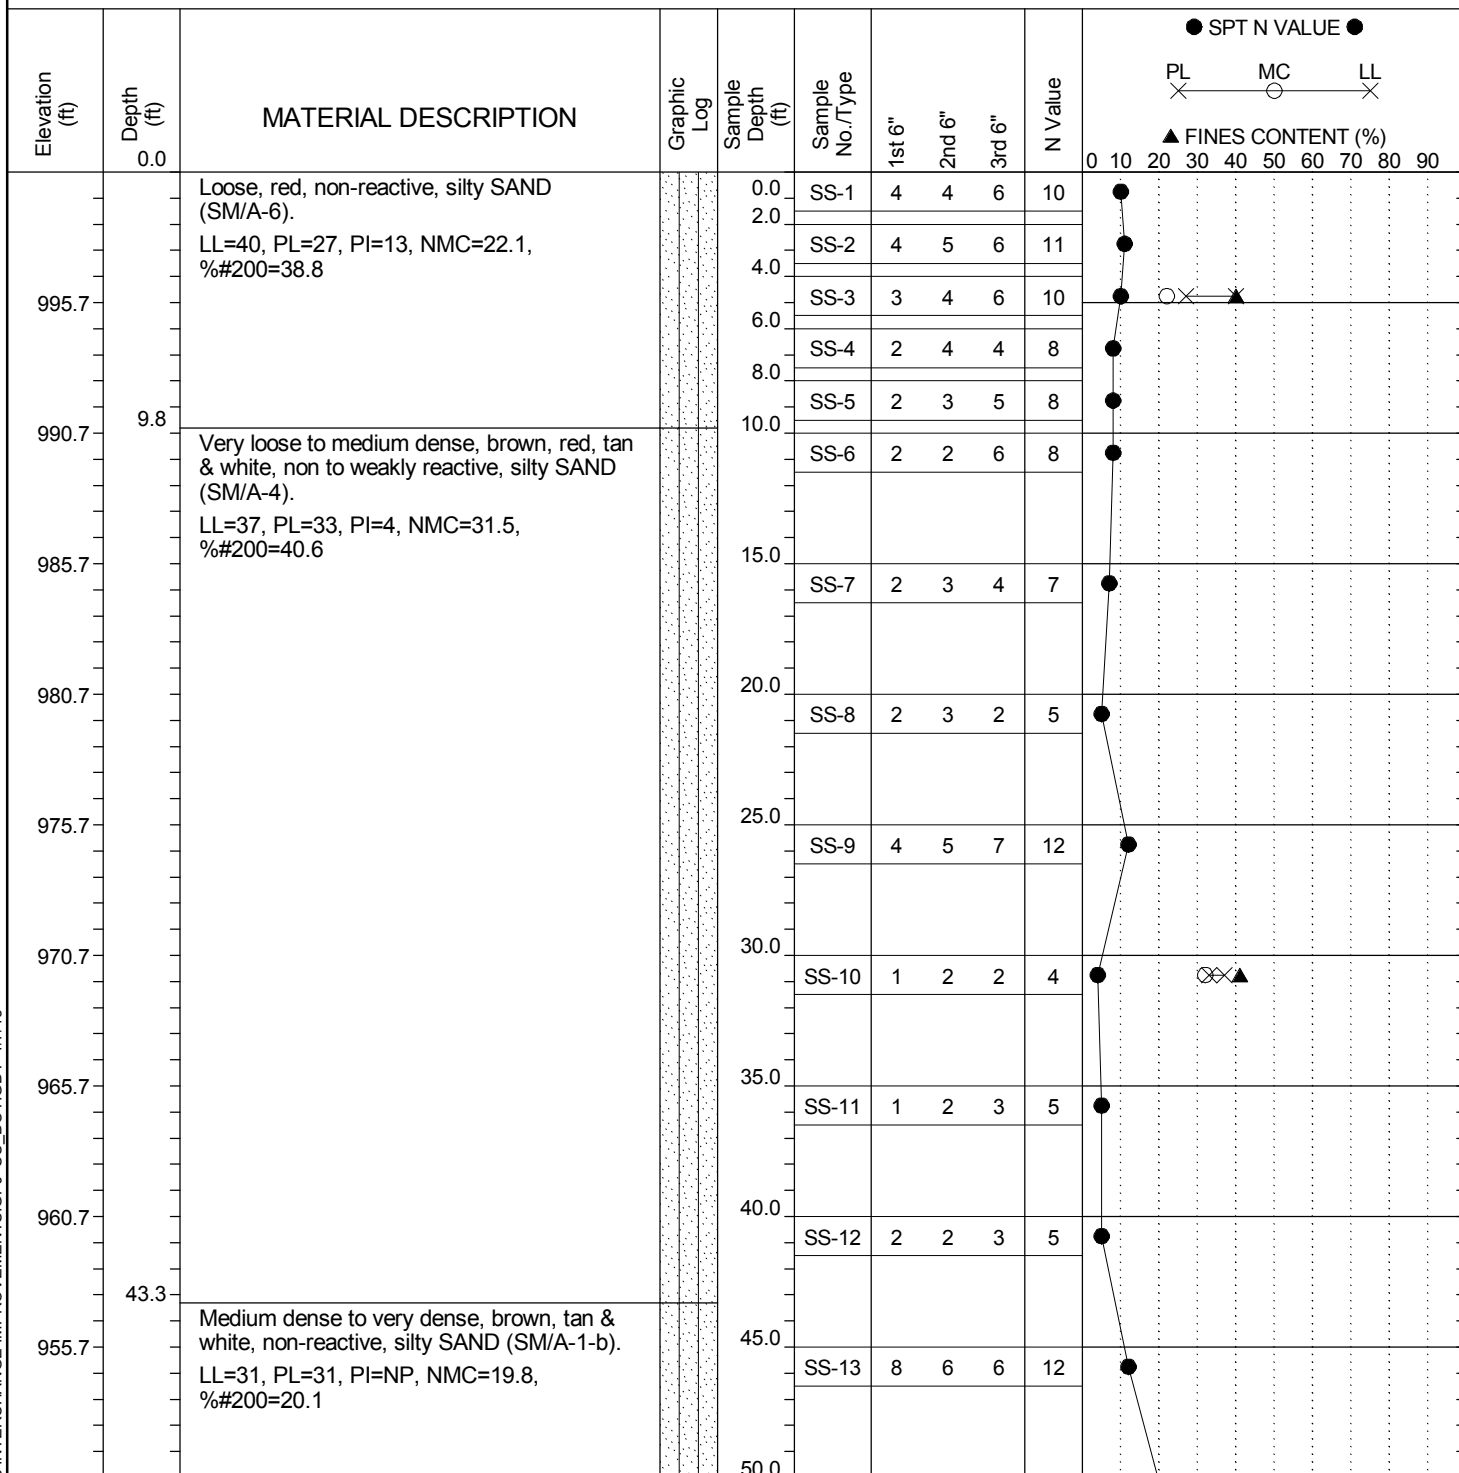 ● SPT N VALUE ●
PL MC LL
▲ FINES CONTENT (%)
0 10 20 30 40 50 60 70 80 90
Elevation (ft)
Depth (ft)
0.0
MATERIAL DESCRIPTION
Graphic Log
Sample Depth (ft)
Sample No./Type
1st 6"
2nd 6"
3rd 6"
N Value
Loose, red, non-reactive, silty SAND
(SM/A-6).
LL=40, PL=27, PI=13, NMC=22.1,
%#200=38.8
0.0 SS-1 4 4 6 10
2.0 SS-2 4 5 6 11
4.0 SS-3 3 4 6 10
995.7
6.0 SS-4 2 4 4 8
8.0 SS-5 2 3 5 8
9.8
990.7
Very loose to medium dense, brown, red, tan
& white, non to weakly reactive, silty SAND
(SM/A-4).
LL=37, PL=33, PI=4, NMC=31.5,
%#200=40.6
10.0 SS-6 2 2 6 8
985.7
15.0 SS-7 2 3 4 7
980.7
20.0 SS-8 2 3 2 5
975.7
25.0 SS-9 4 5 7 12
970.7
30.0 SS-10 1 2 2 4
965.7
35.0 SS-11 1 2 3 5
960.7
40.0 SS-12 2 2 3 5
43.3
Medium dense to very dense, brown, tan &
white, non-reactive, silty SAND (SM/A-1-b).
LL=31, PL=31, PI=NP, NMC=19.8,
%#200=20.1
955.7
45.0 SS-13 8 6 6 12
50.0